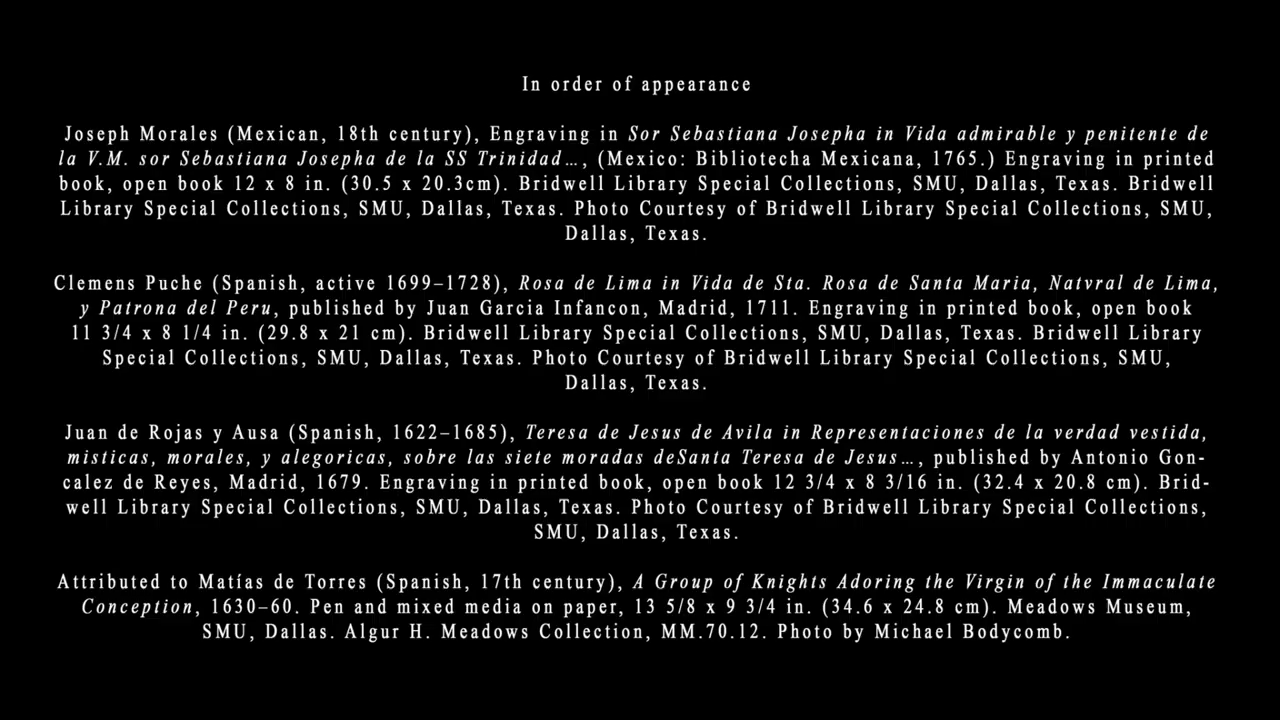 In order of appearance
Joseph Morales (Mexican, 18th century), Engraving in Sor Sebastiana Josepha in Vida admirable y penitente de
la V.M. sor Sebastiana Josepha de la SS Trinidad…, (Mexico: Bibliotecha Mexicana, 1765.) Engraving in printed
book, open book 12 x 8 in. (30.5 x 20.3cm). Bridwell Library Special Collections, SMU, Dallas, Texas. Bridwell
Library Special Collections, SMU, Dallas, Texas. Photo Courtesy of Bridwell Library Special Collections, SMU,
Dallas, Texas.
Clemens Puche (Spanish, active 1699–1728), Rosa de Lima in Vida de Sta. Rosa de Santa Maria, Natvral de Lima,
y Patrona del Peru, published by Juan Garcia Infancon, Madrid, 1711. Engraving in printed book, open book
11 3/4 x 8 1/4 in. (29.8 x 21 cm). Bridwell Library Special Collections, SMU, Dallas, Texas. Bridwell Library
Special Collections, SMU, Dallas, Texas. Photo Courtesy of Bridwell Library Special Collections, SMU,
Dallas, Texas.
Juan de Rojas y Ausa (Spanish, 1622–1685), Teresa de Jesus de Avila in Representaciones de la verdad vestida,
misticas, morales, y alegoricas, sobre las siete moradas deSanta Teresa de Jesus…, published by Antonio Gon-
calez de Reyes, Madrid, 1679. Engraving in printed book, open book 12 3/4 x 8 3/16 in. (32.4 x 20.8 cm). Brid-
well Library Special Collections, SMU, Dallas, Texas. Photo Courtesy of Bridwell Library Special Collections,
SMU, Dallas, Texas.
Attributed to Matías de Torres (Spanish, 17th century), A Group of Knights Adoring the Virgin of the Immaculate
Conception, 1630–60. Pen and mixed media on paper, 13 5/8 x 9 3/4 in. (34.6 x 24.8 cm). Meadows Museum,
SMU, Dallas. Algur H. Meadows Collection, MM.70.12. Photo by Michael Bodycomb.